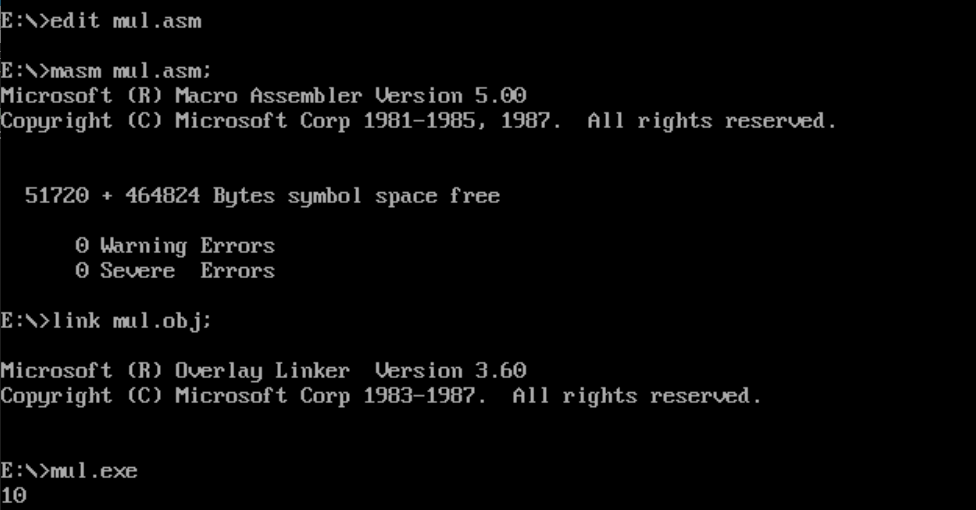 E:\>edit mul.asm
E:\>masm mul.asm;
Microsoft (R) Macro Assembler Version 5.00
Copyright (C) Microsoft Corp 1981-1985, 1987.  All rights reserved.
51720 + 464824 Bytes symbol space free
0 Warning Errors
0 Severe  Errors
E:\>link mul.obj;
Microsoft (R) Overlay Linker  Version 3.60
Copyright (C) Microsoft Corp 1983-1987.  All rights reserved.
E:\>mul.exe
10